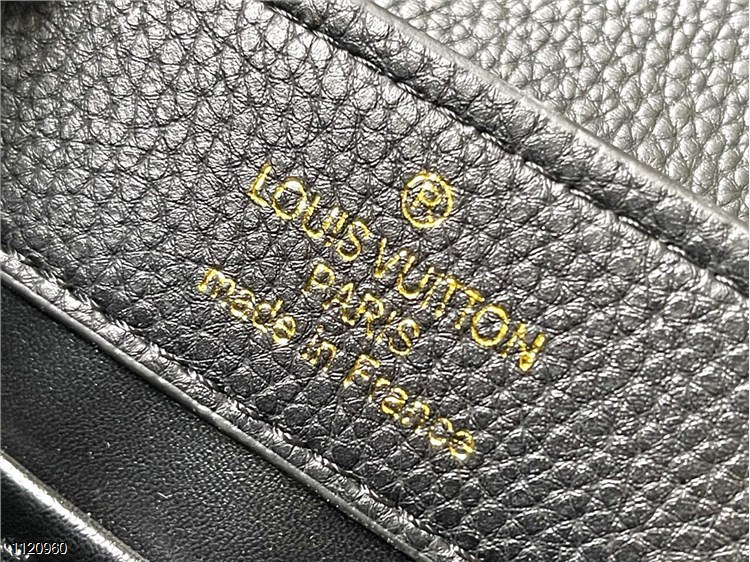 Ⓡ
LOUIS VUITTON
PARIS
made in France
1120960